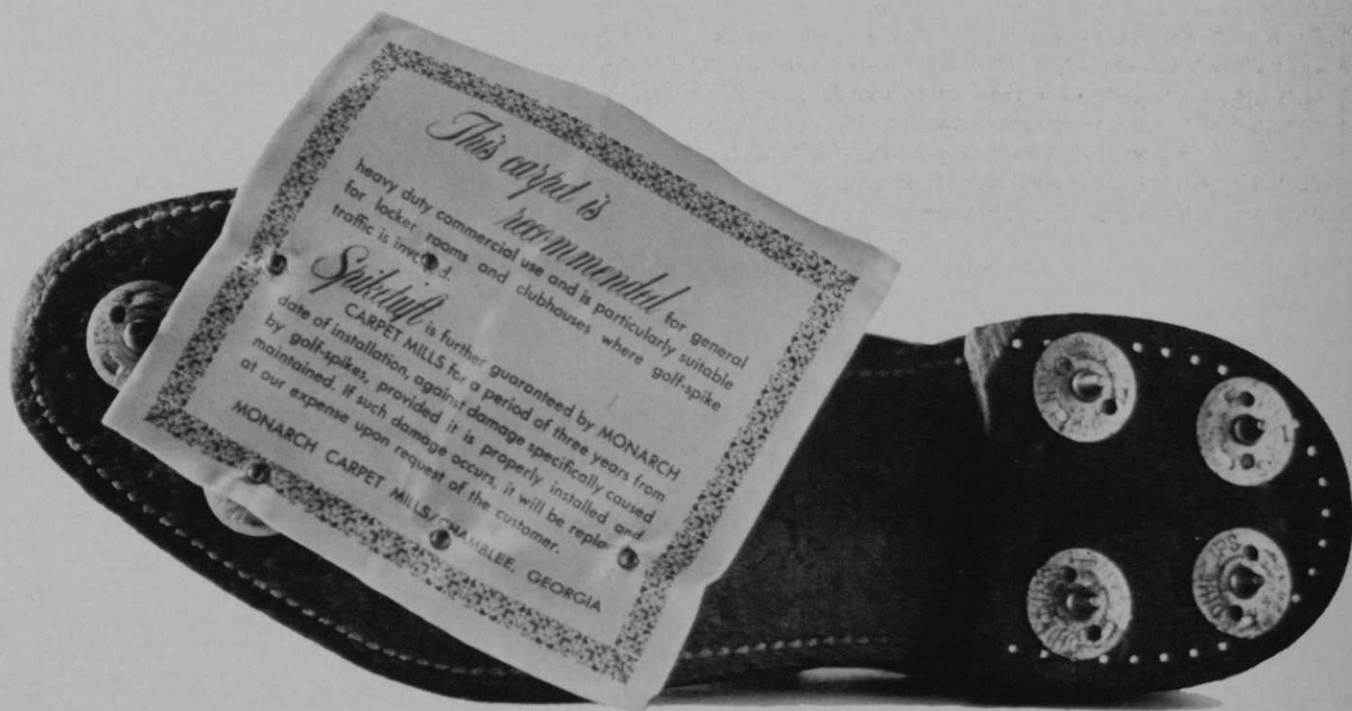 This carpet is
recommended for general
heavy duty commercial use and is particularly suitable
for locker rooms and clubhouses where golf-spike
traffic is
Spiketuft is further guaranteed by MONARCH
CARPET MILLS for a period of three years from
date of installation, against damage specifically caused
by golf-spikes, provided it is properly installed and
maintained. If such damage occurs, it will be
at our expense upon request of the customer.
MONARCH CARPET MILLS/CHAMBLEE, GEORGIA